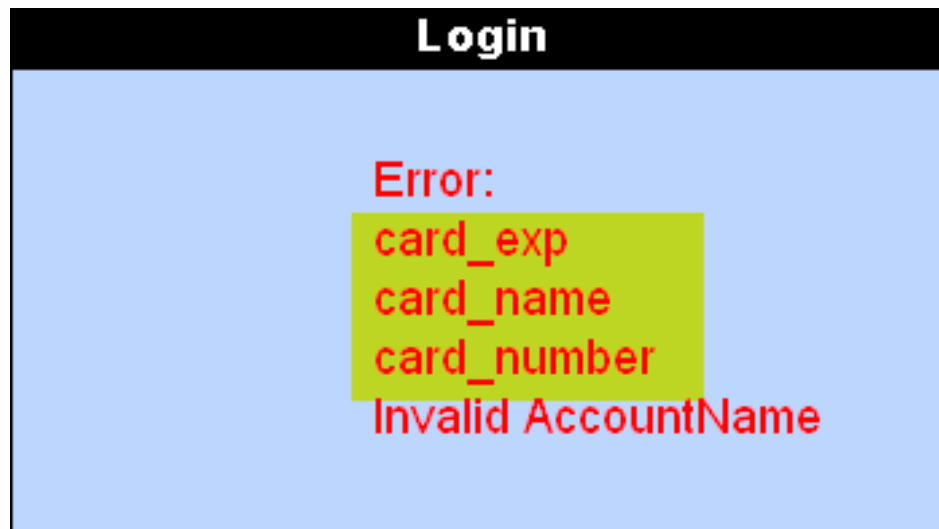 Login
Error:
card_exp
card_name
card_number
Invalid AccountName